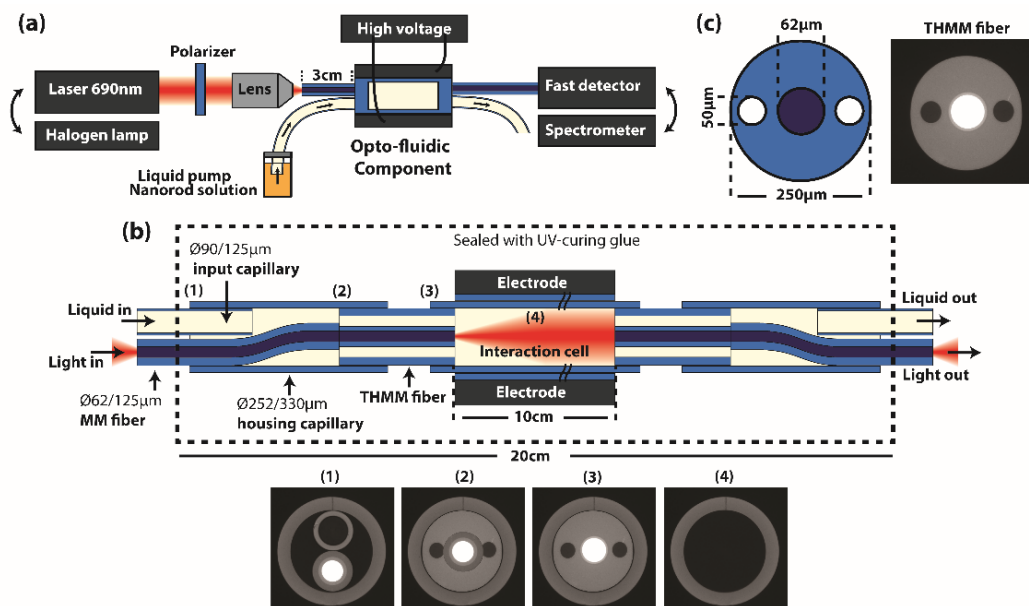 (a)
Polarizer
Laser 690nm
Halogen lamp
Lens
3cm
High voltage
Opto-fluidic
Component
Liquid pump
Nanorod solution
Fast detector
Spectrometer
(c)
62µm
50µm
250µm
THMM fiber
(b)
Sealed with UV-curing glue
Ø90/125µm
input capillary
(1)
(2)
(3)
Electrode
(4)
Interaction cell
Electrode
10cm
Liquid in
Light in
Liquid out
Light out
Ø62/125µm
MM fiber
Ø252/330µm
housing capillary
THMM fiber
20cm
(1)
(2)
(3)
(4)